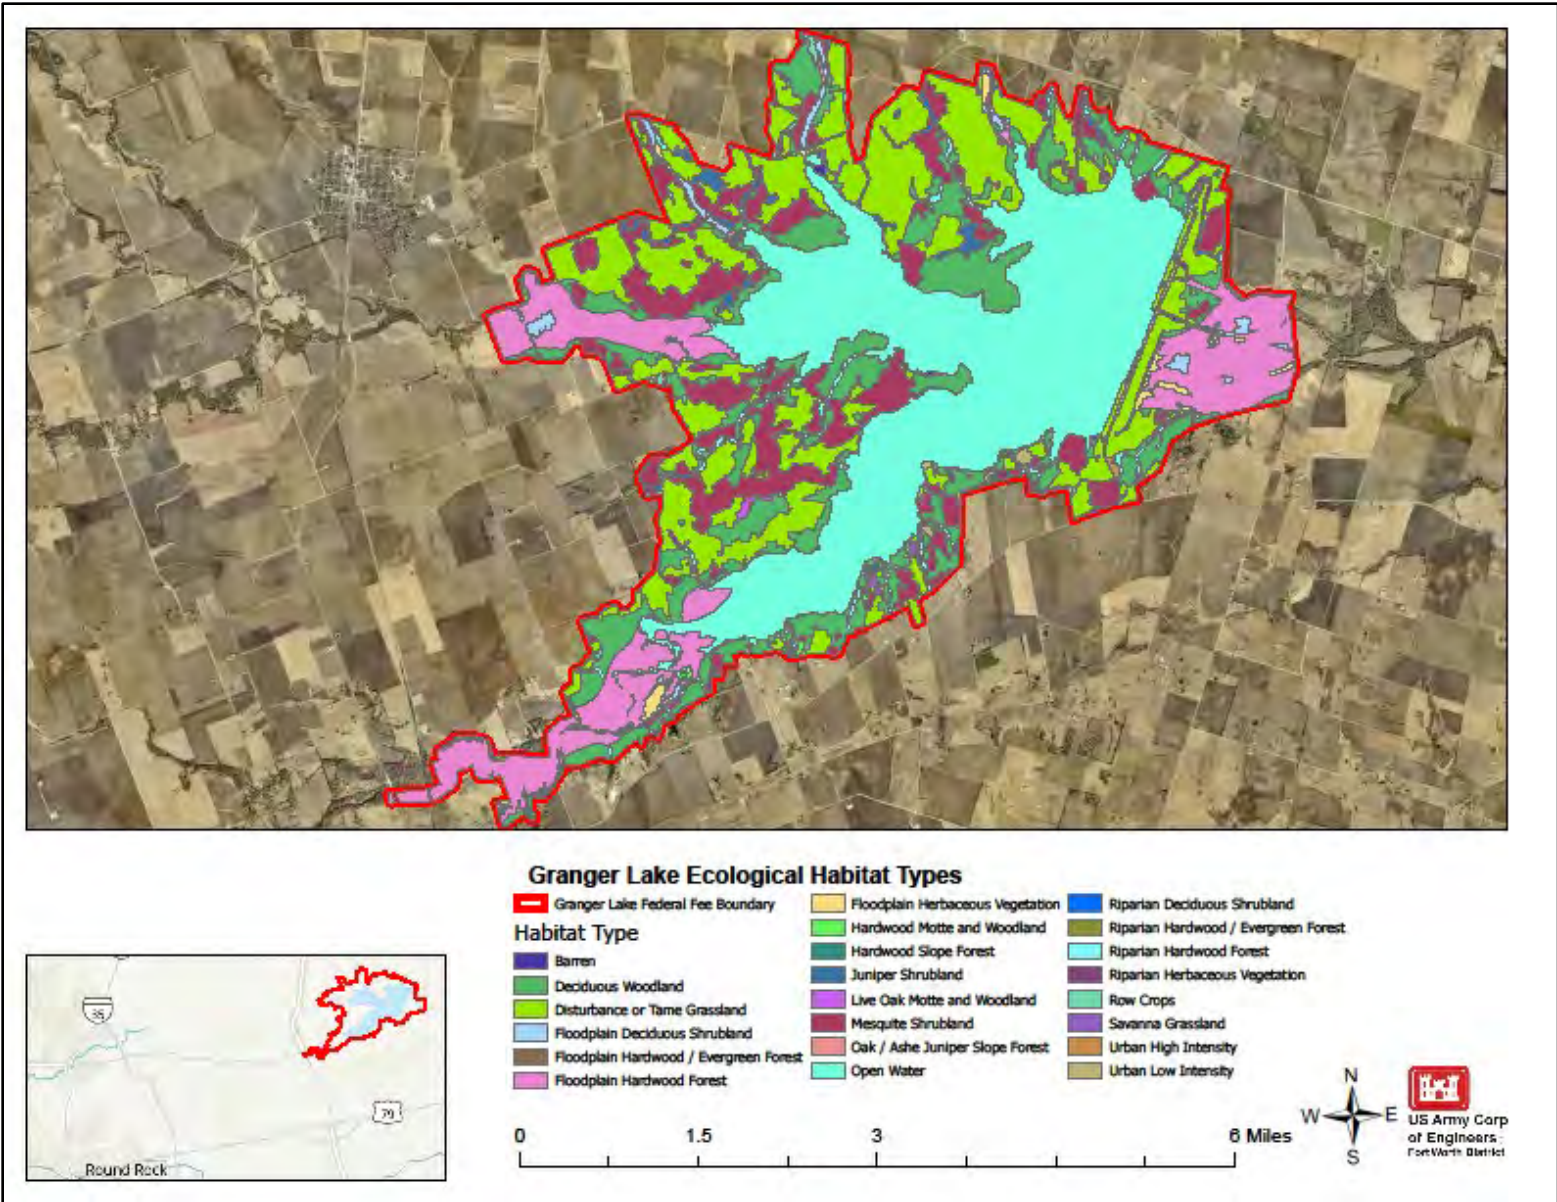 Granger Lake Ecological Habitat Types
Granger Lake Federal Fee Boundary
Habitat Type
Barren
Deciduous Woodland
Disturbance or Tame Grassland
Floodplain Deciduous Shrubland
Floodplain Hardwood / Evergreen Forest
Floodplain Hardwood Forest
Floodplain Herbaceous Vegetation
Hardwood Motte and Woodland
Hardwood Slope Forest
Juniper Shrubland
Live Oak Motte and Woodland
Mesquite Shrubland
Oak / Ashe Juniper Slope Forest
Open Water
Riparian Deciduous Shrubland
Riparian Hardwood / Evergreen Forest
Riparian Hardwood Forest
Riparian Herbaceous Vegetation
Row Crops
Savanna Grassland
Urban High Intensity
Urban Low Intensity
35
79
Round Rock
0 1.5 3 6 Miles
N
W E
S
US Army Corp
of Engineers
Fort Worth District